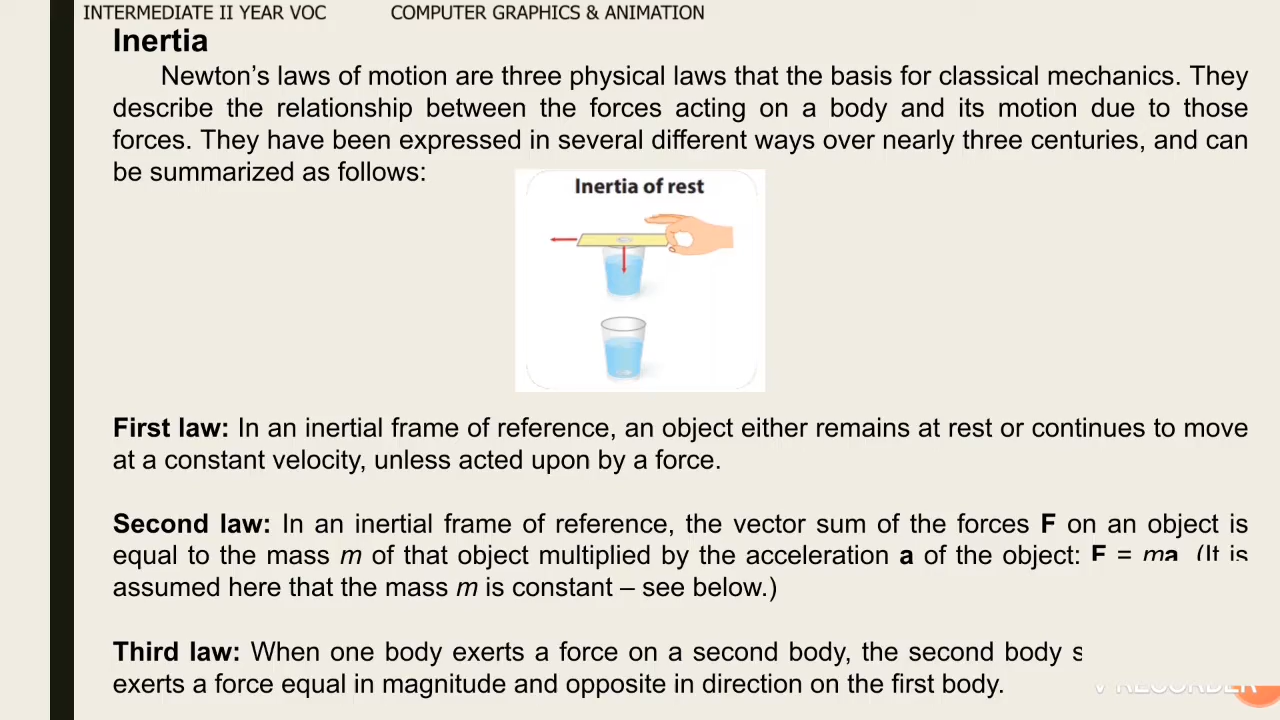 INTERMEDIATE II YEAR VOC COMPUTER GRAPHICS & ANIMATION
Inertia
Newton's laws of motion are three physical laws that the basis for classical mechanics. They
describe the relationship between the forces acting on a body and its motion due to those
forces. They have been expressed in several different ways over nearly three centuries, and can
be summarized as follows:
Inertia of rest
First law: In an inertial frame of reference, an object either remains at rest or continues to move
at a constant velocity, unless acted upon by a force.
Second law: In an inertial frame of reference, the vector sum of the forces F on an object is
equal to the mass m of that object multiplied by the acceleration a of the object: F = ma. (It is
assumed here that the mass m is constant – see below.)
Third law: When one body exerts a force on a second body, the second body
exerts a force equal in magnitude and opposite in direction on the first body.
V RECORDER